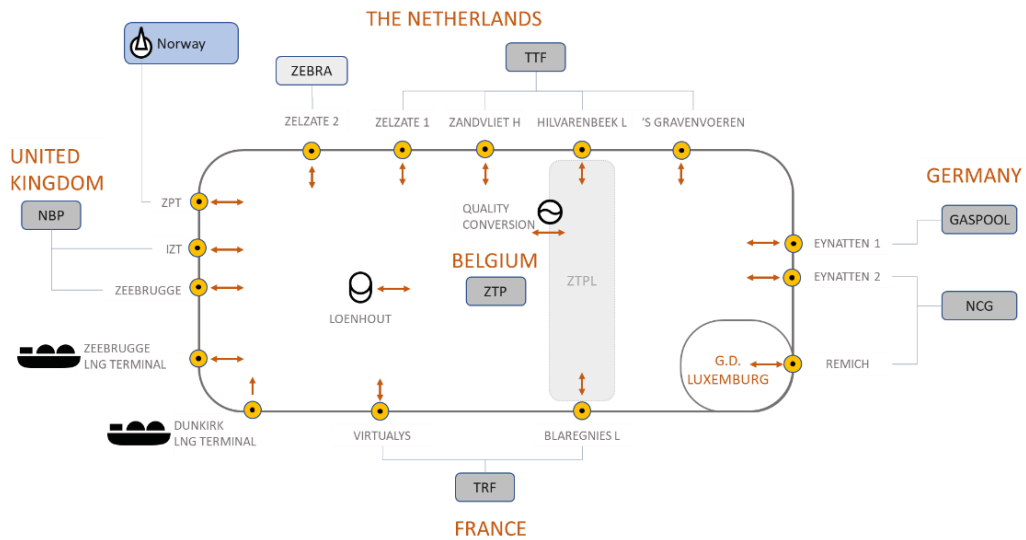 THE NETHERLANDS
Norway
TTF
ZEBRA
ZELZATE 2
ZELZATE 1
ZANDVLIET H
HILVARENBEEK L
'S GRAVENVOEREN
UNITED
KINGDOM
NBP
ZPT
IZT
ZEEBRUGGE
ZEEBRUGGE
LNG TERMINAL
DUNKIRK
LNG TERMINAL
QUALITY
CONVERSION
BELGIUM
ZTP
ZTPL
LOENHOUT
GERMANY
GASPOOL
EYNATTEN 1
EYNATTEN 2
NCG
REMICH
G.D.
LUXEMBURG
VIRTUALYS
BLAREGNIES L
TRF
FRANCE